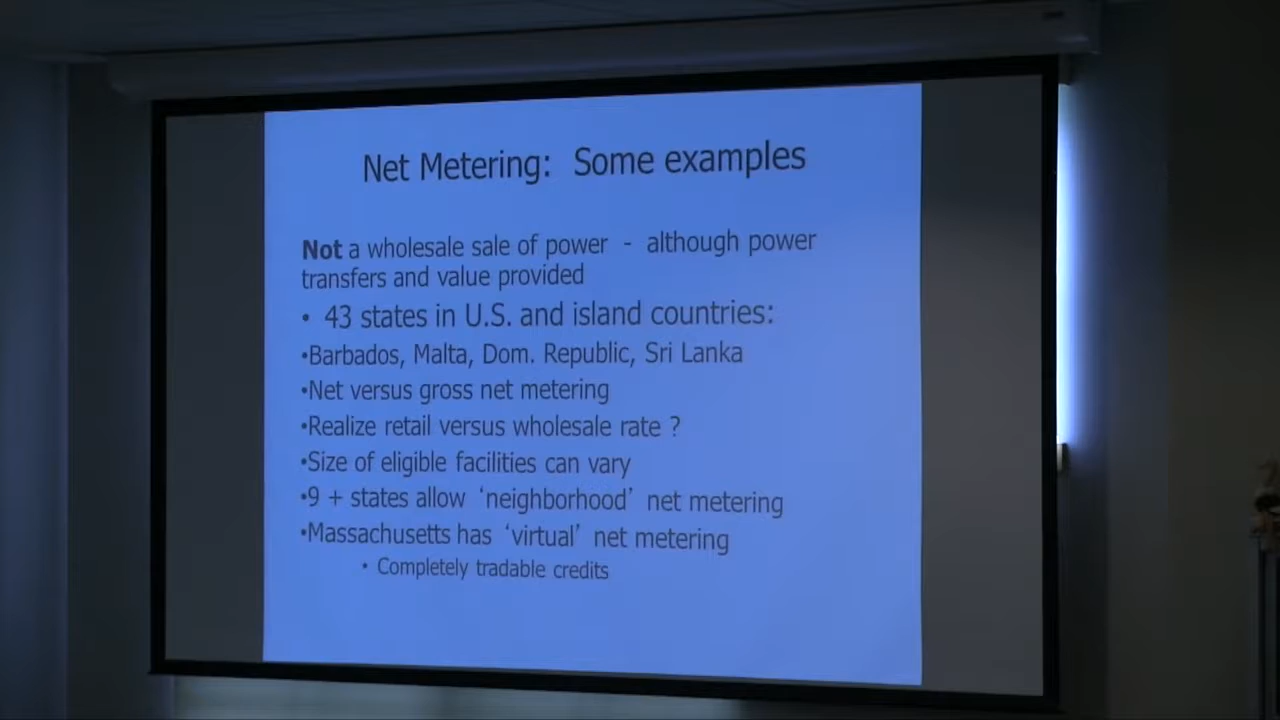 Net Metering: Some examples
Not a wholesale sale of power - although power
transfers and value provided
• 43 states in U.S. and island countries:
•Barbados, Malta, Dom. Republic, Sri Lanka
•Net versus gross net metering
•Realize retail versus wholesale rate ?
•Size of eligible facilities can vary
•9 + states allow ‘neighborhood’ net metering
•Massachusetts has ‘virtual’ net metering
• Completely tradable credits